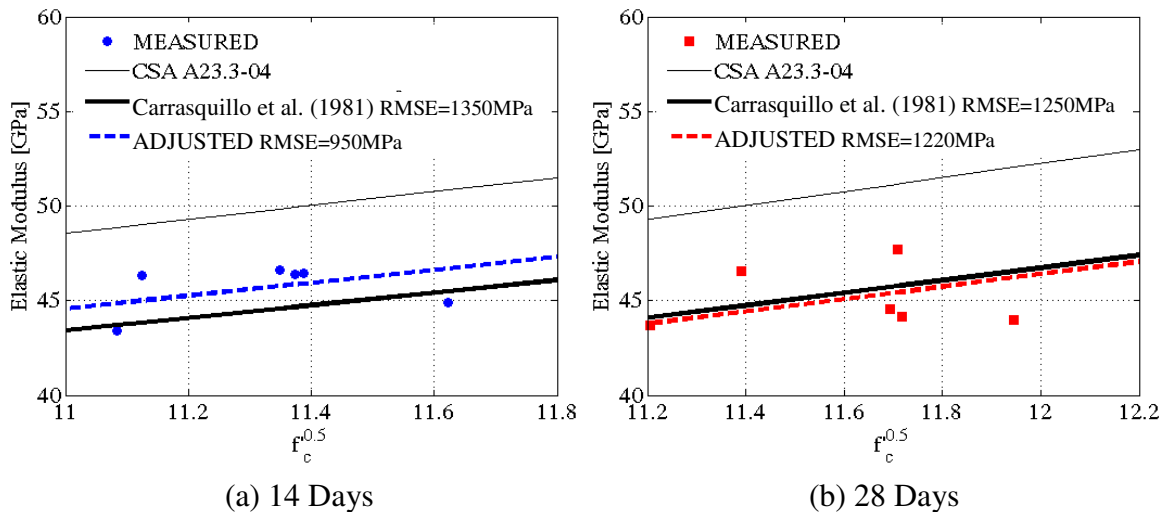 60
55
50
45
40
Elastic Modulus [GPa]
MEASURED
CSA A23.3-04
Carrasquillo et al. (1981) RMSE=1350MPa
ADJUSTED RMSE=950MPa
11 11.2 11.4 11.6 11.8
f'c^0.5
(a) 14 Days
60
55
50
45
40
Elastic Modulus [GPa]
MEASURED
CSA A23.3-04
Carrasquillo et al. (1981) RMSE=1250MPa
ADJUSTED RMSE=1220MPa
11.2 11.4 11.6 11.8 12 12.2
f'c^0.5
(b) 28 Days